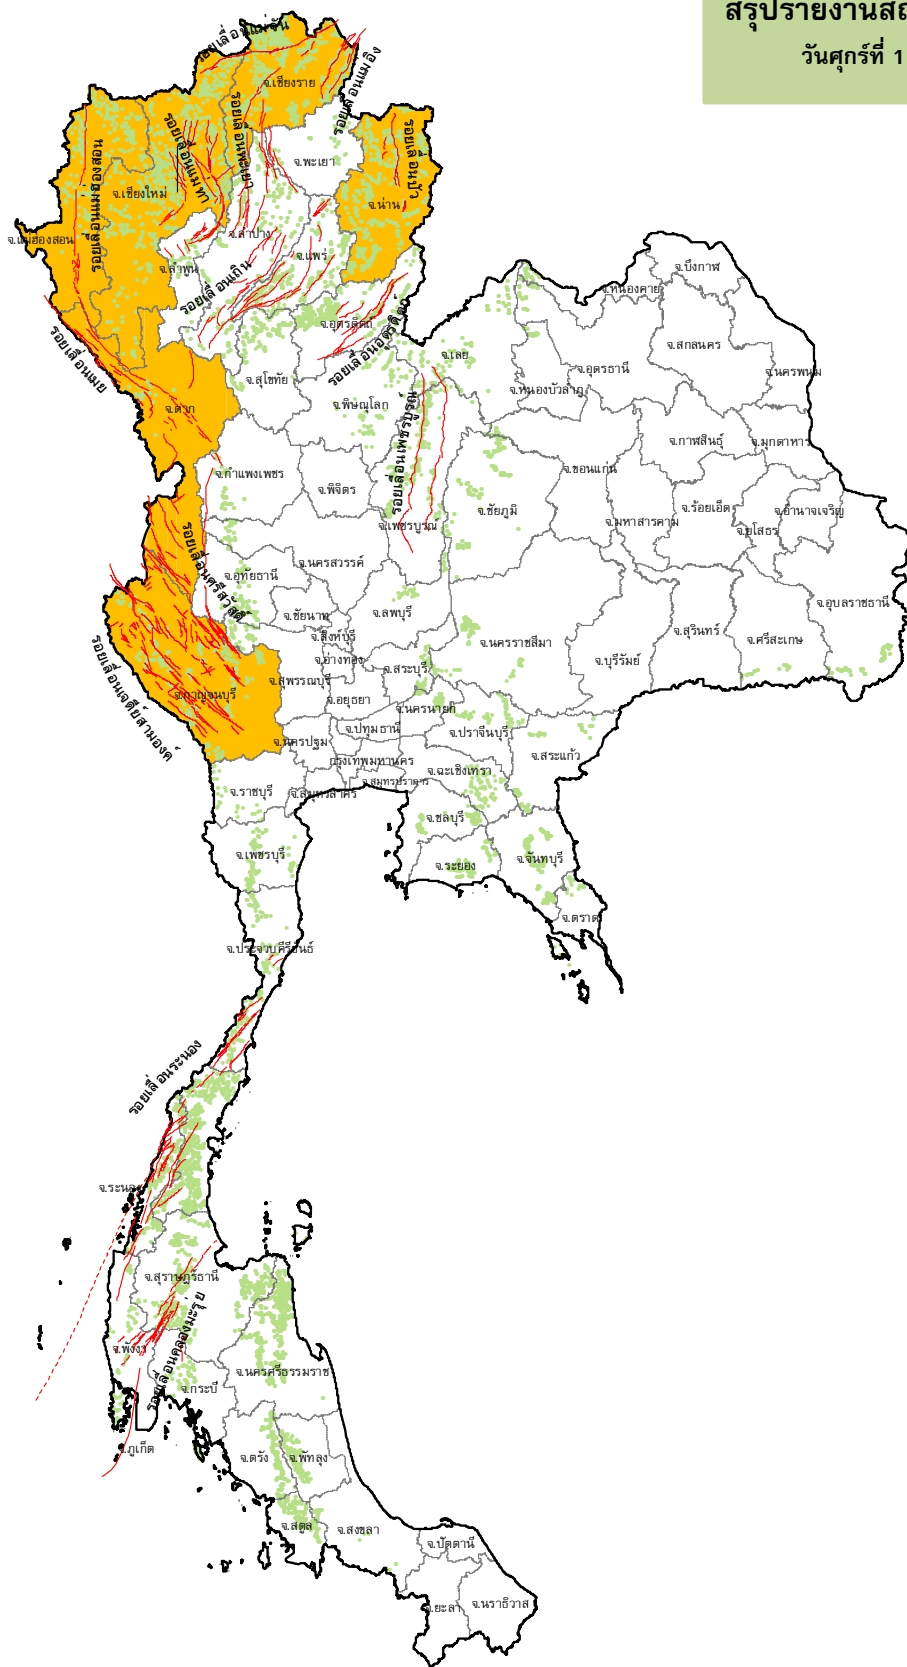 สรุปรายงานสถ
วันศุกร์ที่ 1
รอยเลื่อนแม่จัน
จ.เชียงราย
รอยเลื่อนแม่อิง
รอยเลื่อนพะเยา
รอยเลื่อนแม่ทา
รอยเลื่อนปัว
จ.พะเยา
จ.เชียงใหม่
จ.น่าน
รอยเลื่อนแม่ฮ่องสอน
จ.แม่ฮ่องสอน
จ.ลำปาง
จ.แพร่
จ.ลำพูน
รอยเลื่อนเถิน
จ.บึงกาฬ
จ.หนองคาย
จ.อุตรดิตถ์
รอยเลื่อนอุตรดิตถ์
จ.เลย
จ.สกลนคร
จ.อุดรธานี
จ.นครพนม
รอยเลื่อนเมย
จ.สุโขทัย
จ.หนองบัวลำภู
จ.ตาก
จ.พิษณุโลก
รอยเลื่อนเพชรบูรณ์
จ.กาฬสินธุ์
จ.มุกดาหาร
จ.กำแพงเพชร
จ.ขอนแก่น
จ.พิจิตร
จ.ชัยภูมิ
จ.ร้อยเอ็ด
จ.อำนาจเจริญ
จ.เพชรบูรณ์
จ.มหาสารคาม
จ.ยโสธร
รอยเลื่อนศรีสวัสดิ์
จ.นครสวรรค์
จ.อุทัยธานี
จ.อุบลราชธานี
จ.ชัยนาท
จ.ลพบุรี
จ.สิงห์บุรี
จ.นครราชสีมา
จ.สุรินทร์
จ.ศรีสะเกษ
จ.บุรีรัมย์
จ.อ่างทอง
จ.สระบุรี
จ.สุพรรณบุรี
จ.กาญจนบุรี
รอยเลื่อนเจดีย์สามองค์
จ.อยุธยา
จ.นครนายก
จ.ปทุมธานี
จ.ปราจีนบุรี
จ.นครปฐม
จ.สระแก้ว
กรุงเทพมหานคร
จ.ฉะเชิงเทรา
จ.สมุทรปราการ
จ.ราชบุรี
จ.สมุทรสาคร
จ.ชลบุรี
จ.เพชรบุรี
จ.ระยอง
จ.จันทบุรี
จ.ตราด
จ.ประจวบคีรีขันธ์
รอยเลื่อนระนอง
จ.ระนอง
จ.สุราษฎร์ธานี
รอยเลื่อนคลองมะรุ่ย
จ.พังงา
จ.นครศรีธรรมราช
จ.กระบี่
จ.ภูเก็ต
จ.ตรัง
จ.พัทลุง
จ.สตูล
จ.สงขลา
จ.ปัตตานี
จ.ยะลา
จ.นราธิวาส